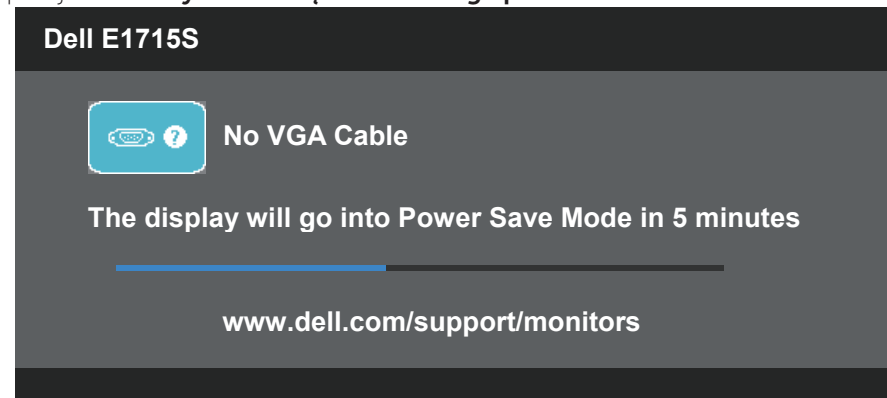 Dell E1715S
No VGA Cable
The display will go into Power Save Mode in 5 minutes
www.dell.com/support/monitors